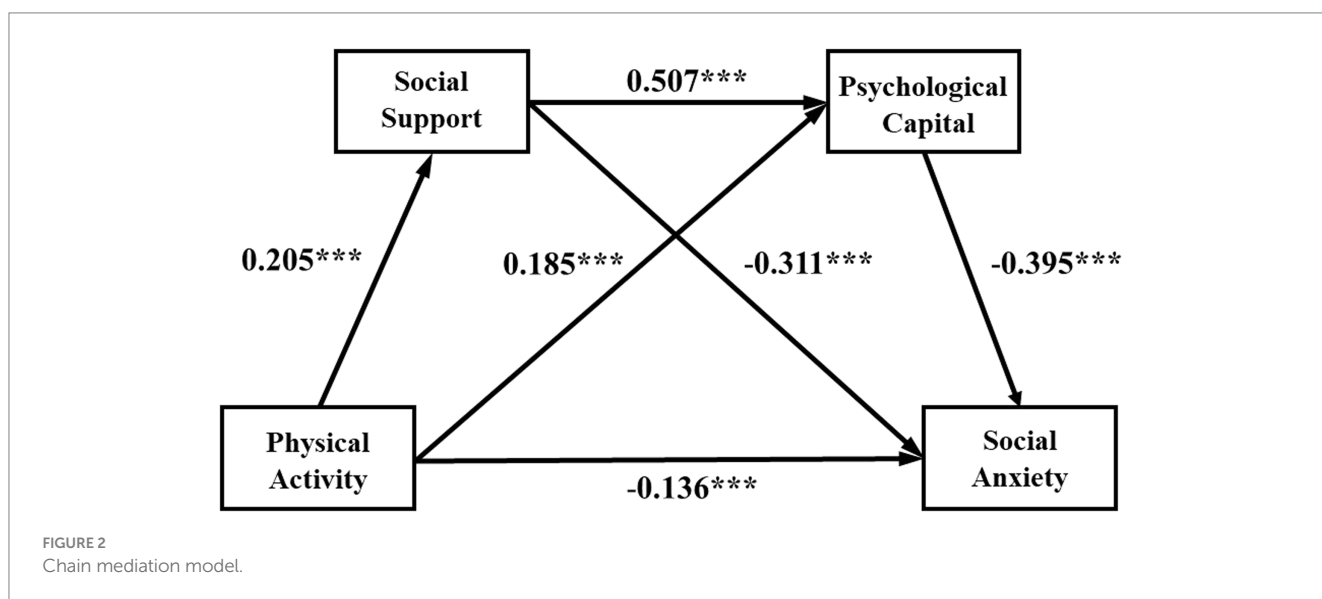 Social
Support
0.507***
Psychological
Capital
0.205***
0.185***
-0.311***
-0.395***
Physical
Activity
-0.136***
Social
Anxiety
FIGURE 2
Chain mediation model.